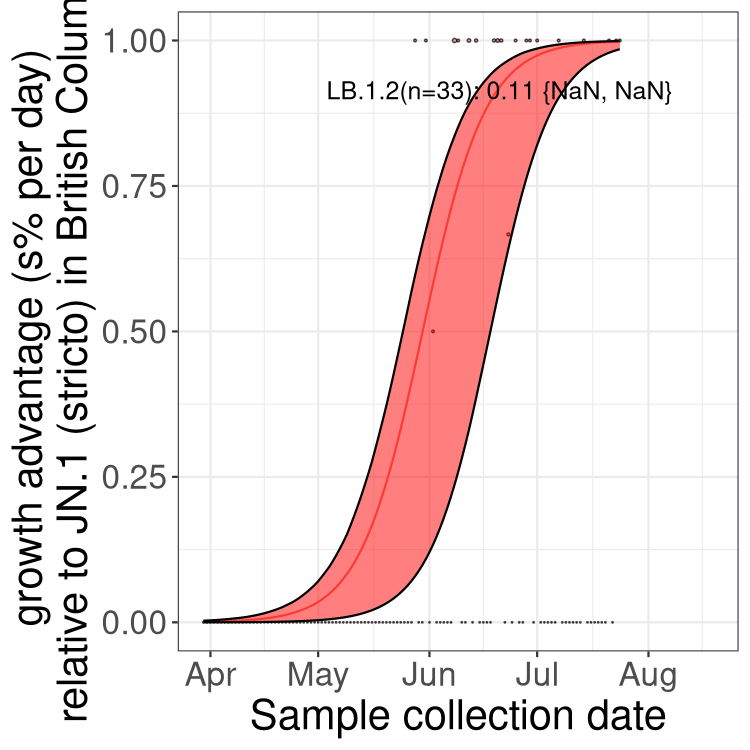 growth advantage (s% per day)
relative to JN.1 (stricto) in British Colum
1.00
0.75
0.50
0.25
0.00
LB.1.2(n=33): 0.11 {NaN, NaN}
Apr May Jun Jul Aug
Sample collection date